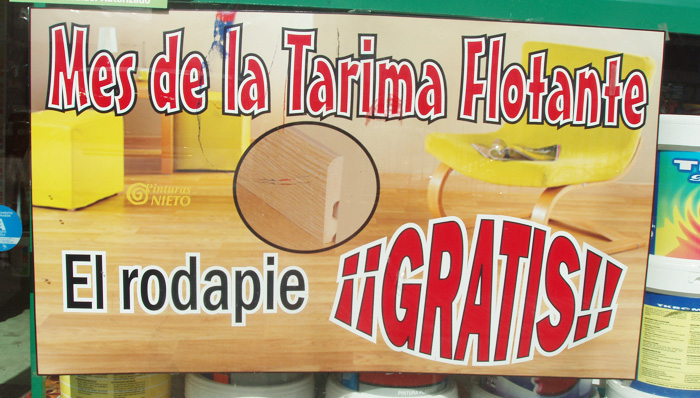 Mes de la Tarima Flotante
Pinturas
NIETO
El rodapie
¡¡GRATIS!!